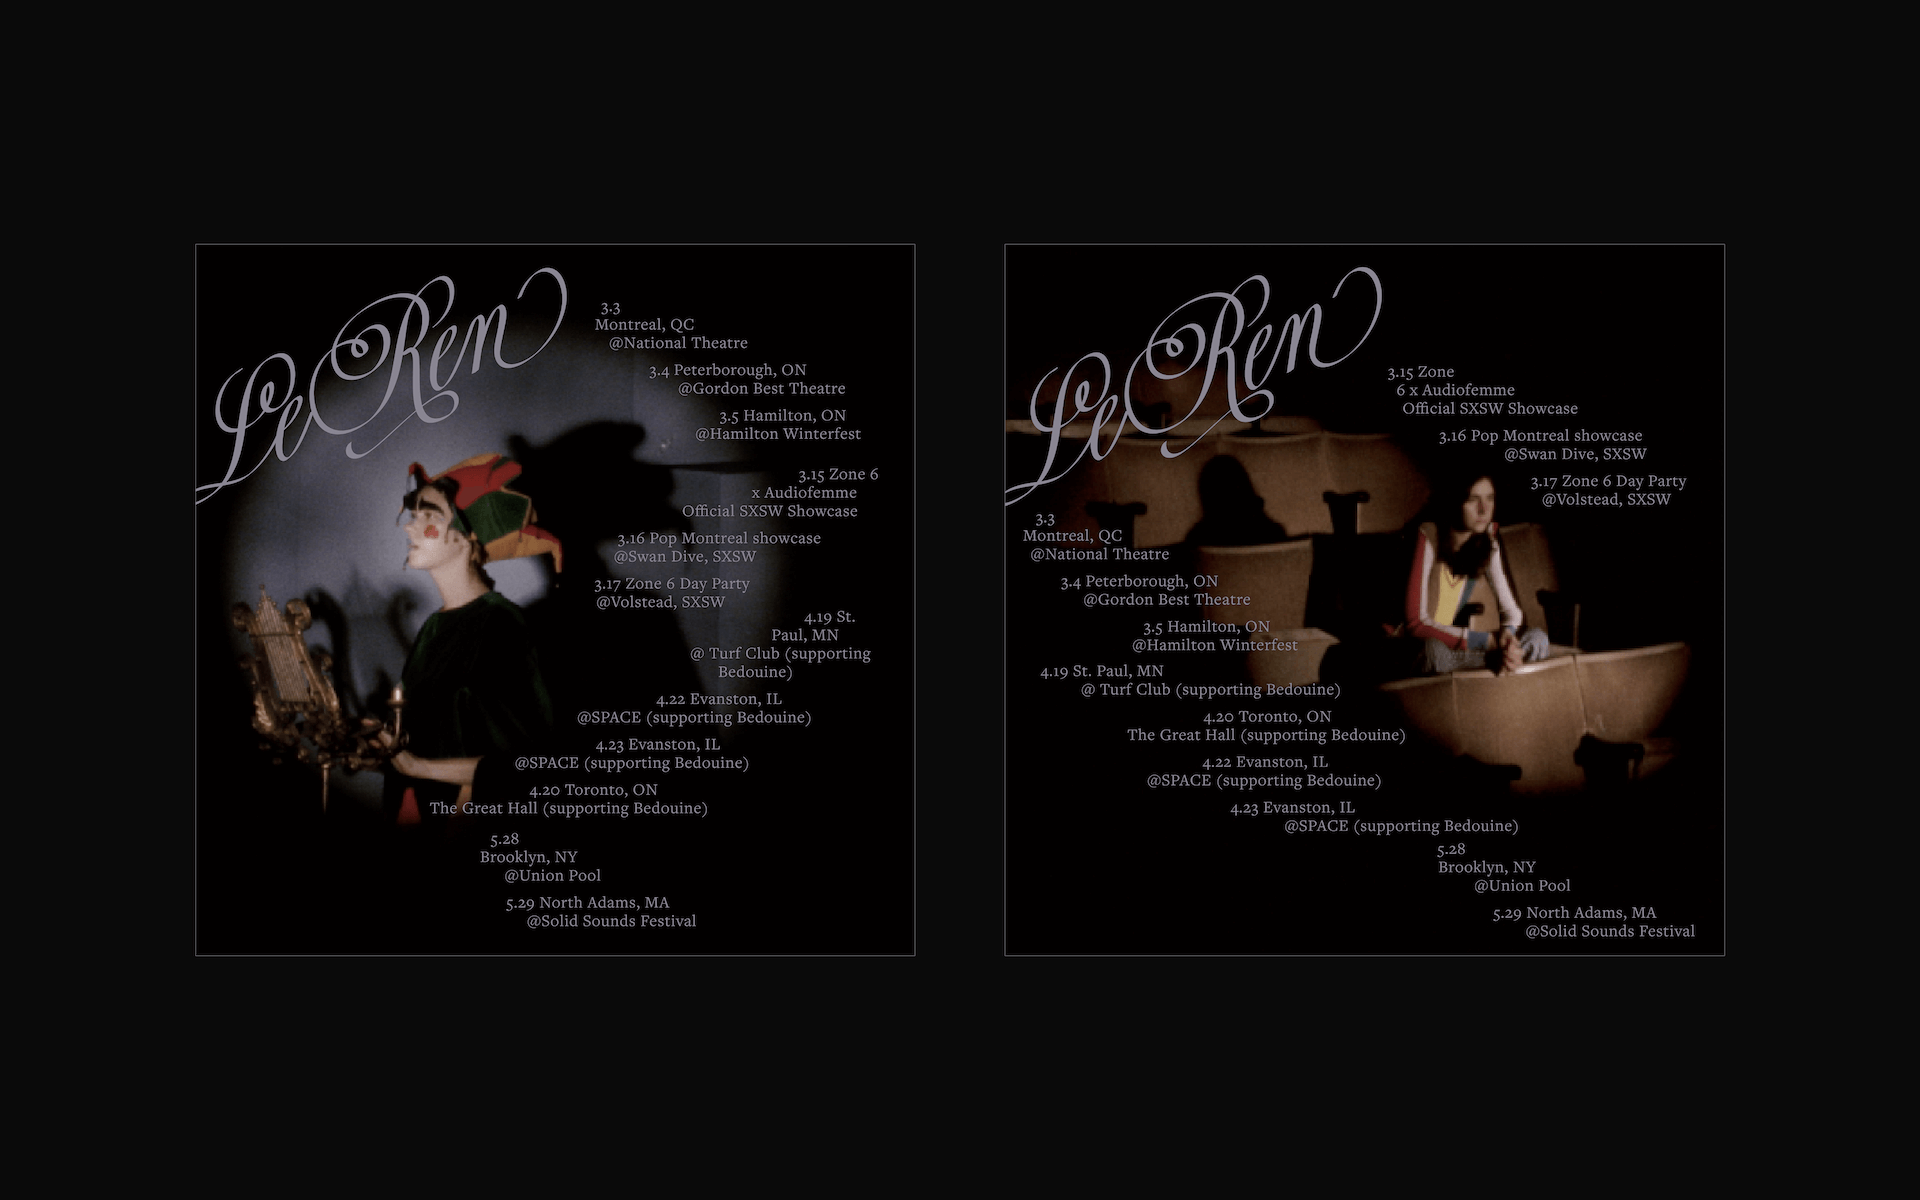 Le Ren
3.3
Montreal, QC
@National Theatre
3.4 Peterborough, ON
@Gordon Best Theatre
3.5 Hamilton, ON
@Hamilton Winterfest
3.15 Zone 6
x Audiofemme
Official SXSW Showcase
3.16 Pop Montreal showcase
@Swan Dive, SXSW
3.17 Zone 6 Day Party
@Volstead, SXSW
4.19 St.
Paul, MN
@ Turf Club (supporting
Bedouine)
4.22 Evanston, IL
@SPACE (supporting Bedouine)
4.23 Evanston, IL
@SPACE (supporting Bedouine)
4.20 Toronto, ON
The Great Hall (supporting Bedouine)
5.28
Brooklyn, NY
@Union Pool
5.29 North Adams, MA
@Solid Sounds Festival
Le Ren
3.15 Zone
6 x Audiofemme
Official SXSW Showcase
3.16 Pop Montreal showcase
@Swan Dive, SXSW
3.17 Zone 6 Day Party
@Volstead, SXSW
3.3
Montreal, QC
@National Theatre
3.4 Peterborough, ON
@Gordon Best Theatre
3.5 Hamilton, ON
@Hamilton Winterfest
4.19 St. Paul, MN
@ Turf Club (supporting Bedouine)
4.20 Toronto, ON
The Great Hall (supporting Bedouine)
4.22 Evanston, IL
@SPACE (supporting Bedouine)
4.23 Evanston, IL
@SPACE (supporting Bedouine)
5.28
Brooklyn, NY
@Union Pool
5.29 North Adams, MA
@Solid Sounds Festival